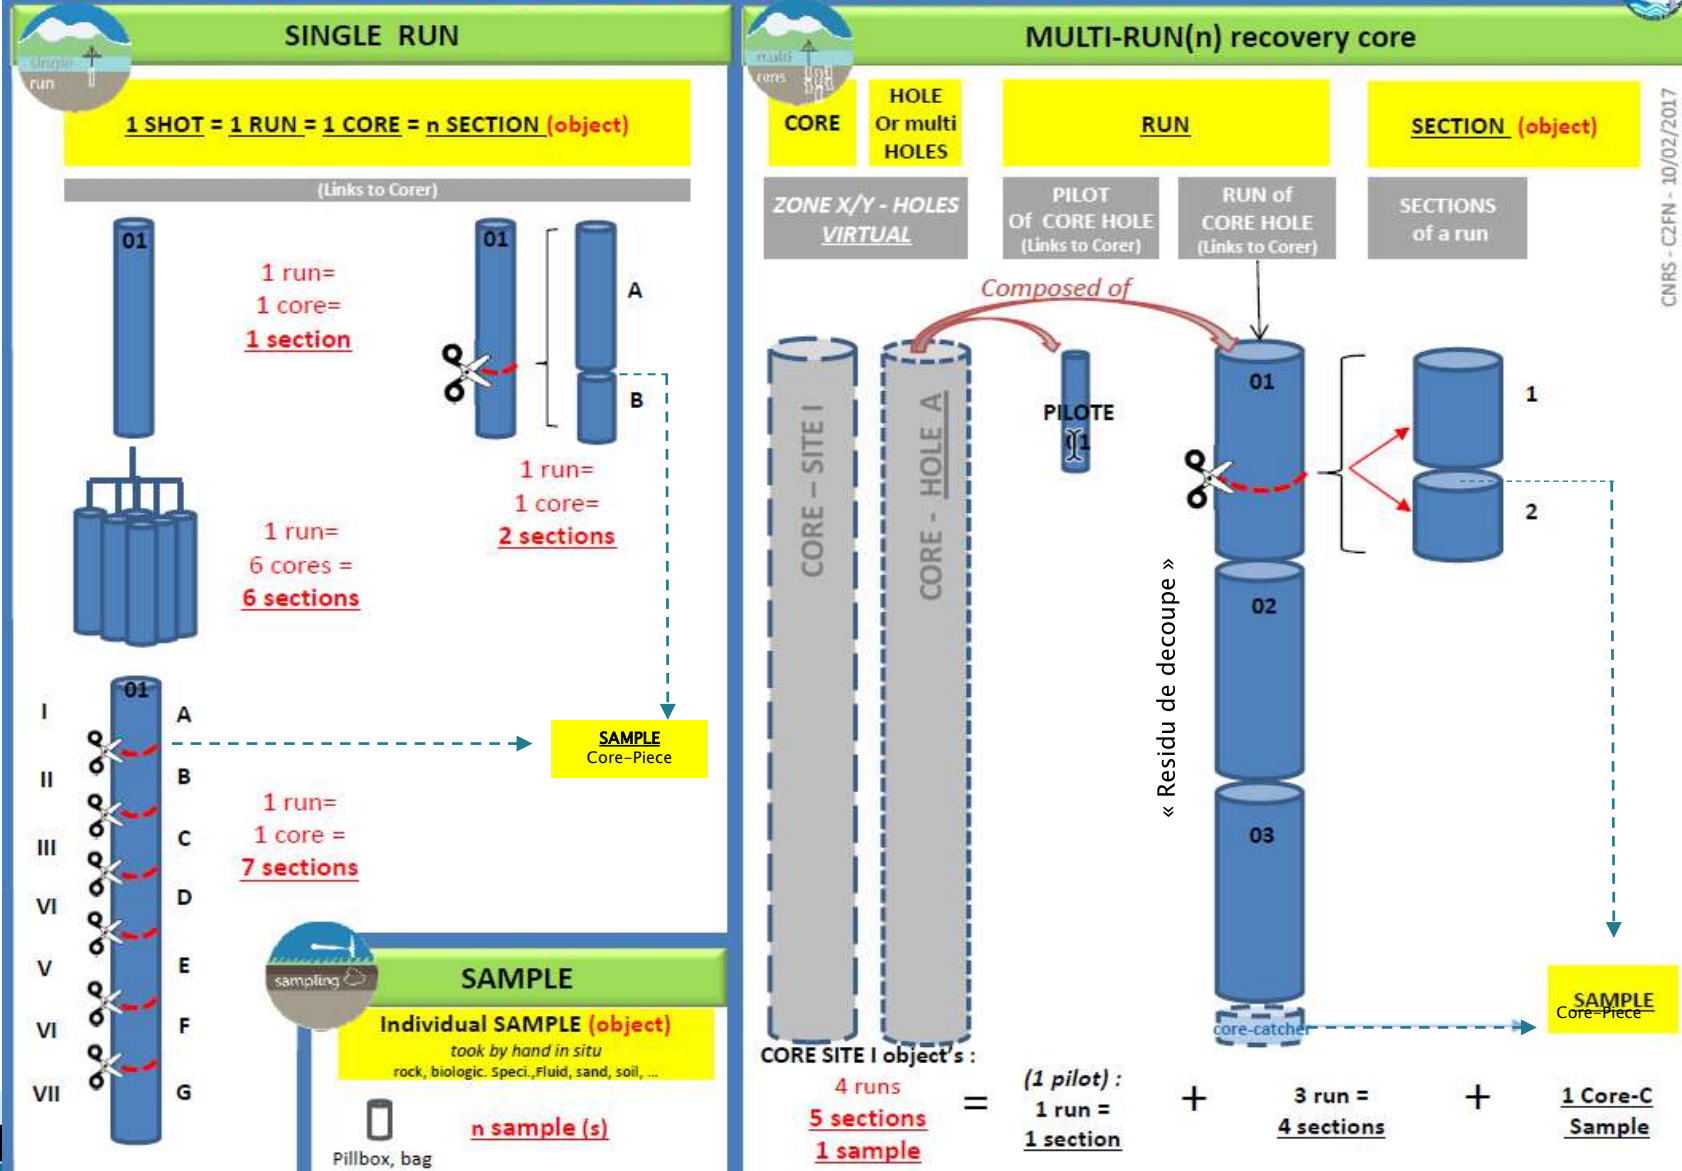 SINGLE RUN
single
run
1 SHOT = 1 RUN = 1 CORE = n SECTION (object)
(Links to Corer)
01
1 run=
1 core=
1 section
01
A
B
1 run=
1 core=
2 sections
1 run=
6 cores =
6 sections
01
I
II
III
VI
V
VI
VII
A
B
C
D
E
F
G
1 run=
1 core =
7 sections
SAMPLE
Core-Piece
sampling
SAMPLE
Individual SAMPLE (object)
took by hand in situ
rock, biologic. Speci.,Fluid, sand, soil, ...
n sample (s)
Pillbox, bag
MULTI-RUN(n) recovery core
multi
runs
CORE
HOLE
Or multi
HOLES
RUN
SECTION (object)
ZONE X/Y - HOLES
VIRTUAL
PILOT
Of CORE HOLE
(Links to Corer)
RUN of
CORE HOLE
(Links to Corer)
SECTIONS
of a run
CNRS - C2FN - 10/02/2017
Composed of
CORE – SITE I
CORE - HOLE A
PILOTE
01
01
02
03
1
2
« Residu de decoupe »
core-catcher
SAMPLE
Core-Piece
CORE SITE I object's :
4 runs
5 sections
1 sample
=
(1 pilot) :
1 run =
1 section
+
3 run =
4 sections
+
1 Core-C
Sample